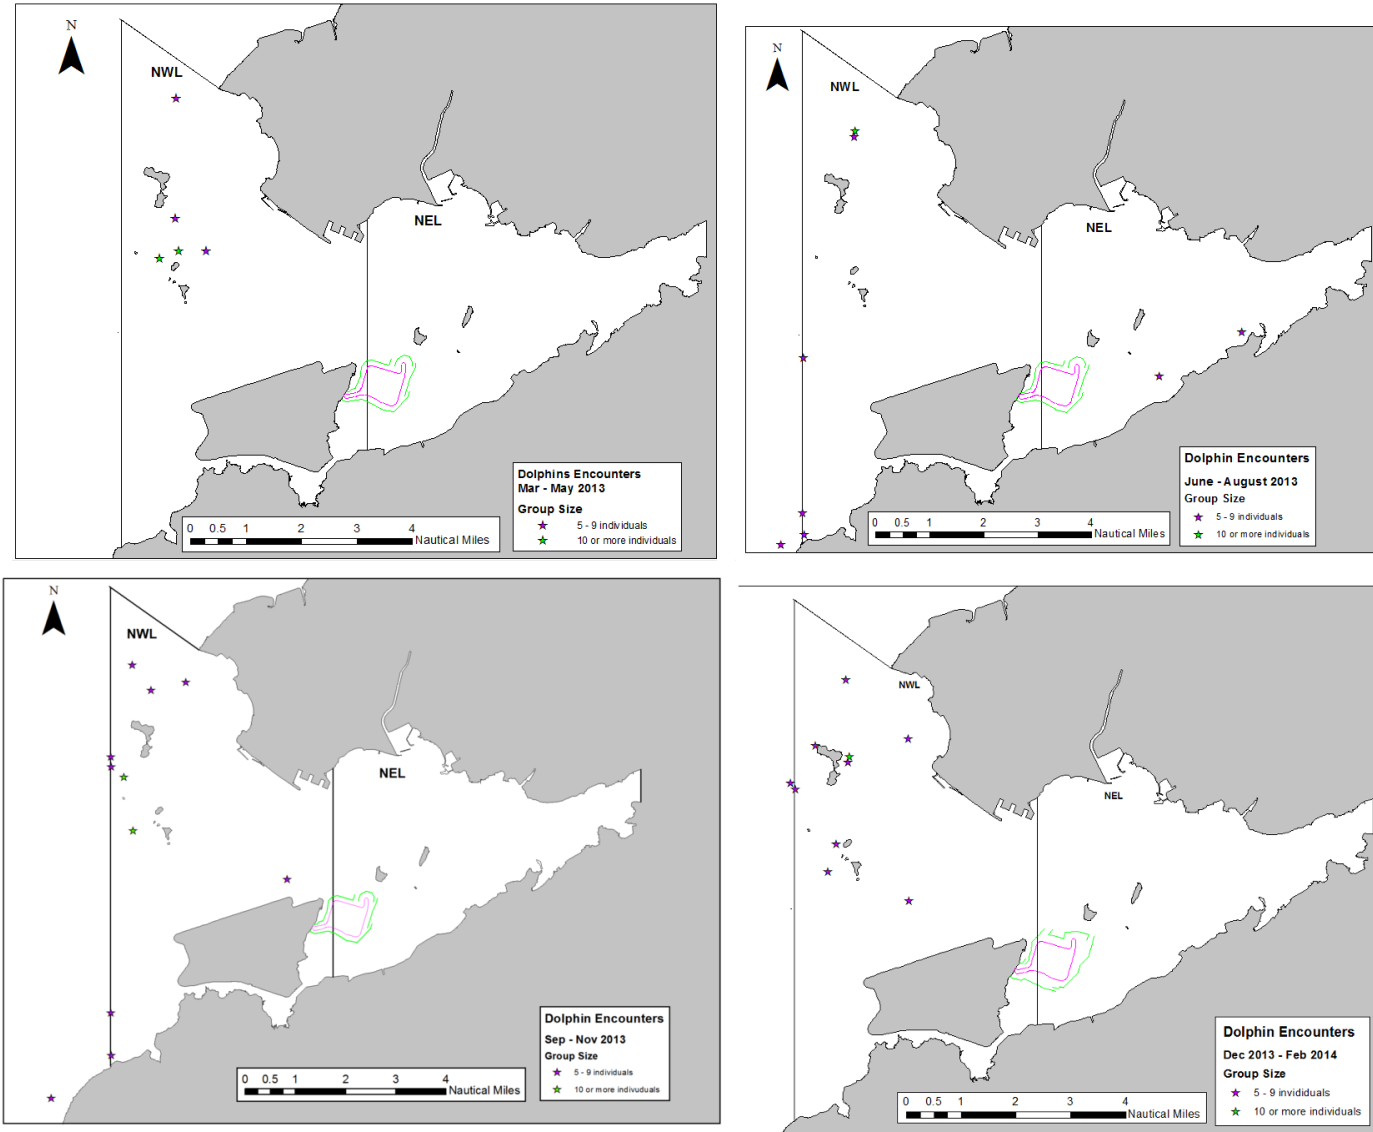 N
NWL
NEL
Dolphins Encounters
Mar - May 2013
Group Size
5 - 9 individuals
10 or more individuals
0 0.5 1 2 3 4
Nautical Miles
N
NWL
NEL
Dolphin Encounters
June - August 2013
Group Size
5 - 9 individuals
10 or more individuals
0 0.5 1 2 3 4
Nautical Miles
N
NWL
NEL
Dolphin Encounters
Sep - Nov 2013
Group Size
5 - 9 individuals
10 or more indivduals
0 0.5 1 2 3 4
Nautical Miles
NWL
NEL
Dolphin Encounters
Dec 2013 - Feb 2014
Group Size
5 - 9 invididuals
10 or more individuals
0 0.5 1 2 3 4
Nautical Miles